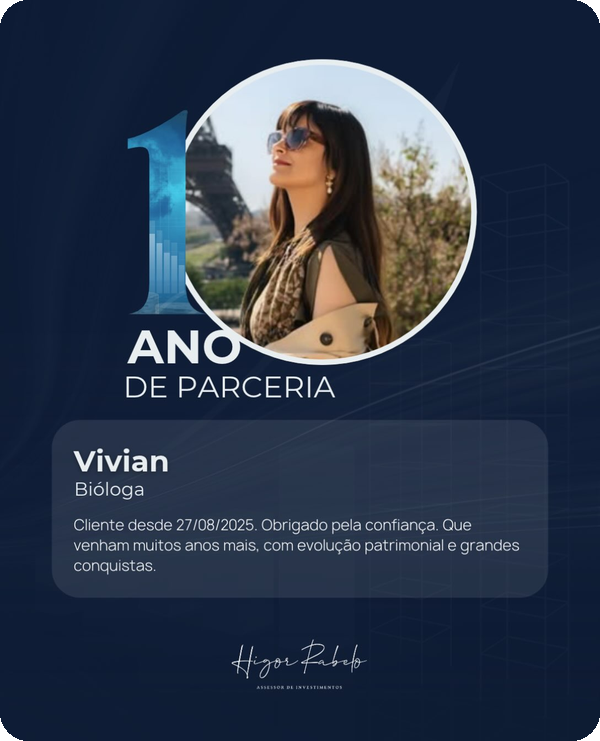 1
ANO
DE PARCERIA
Vivian
Bióloga
Cliente desde 27/08/2025. Obrigado pela confiança. Que
venham muitos anos mais, com evolução patrimonial e grandes
conquistas.
Higor Rabelo
ASSESSOR DE INVESTIMENTOS